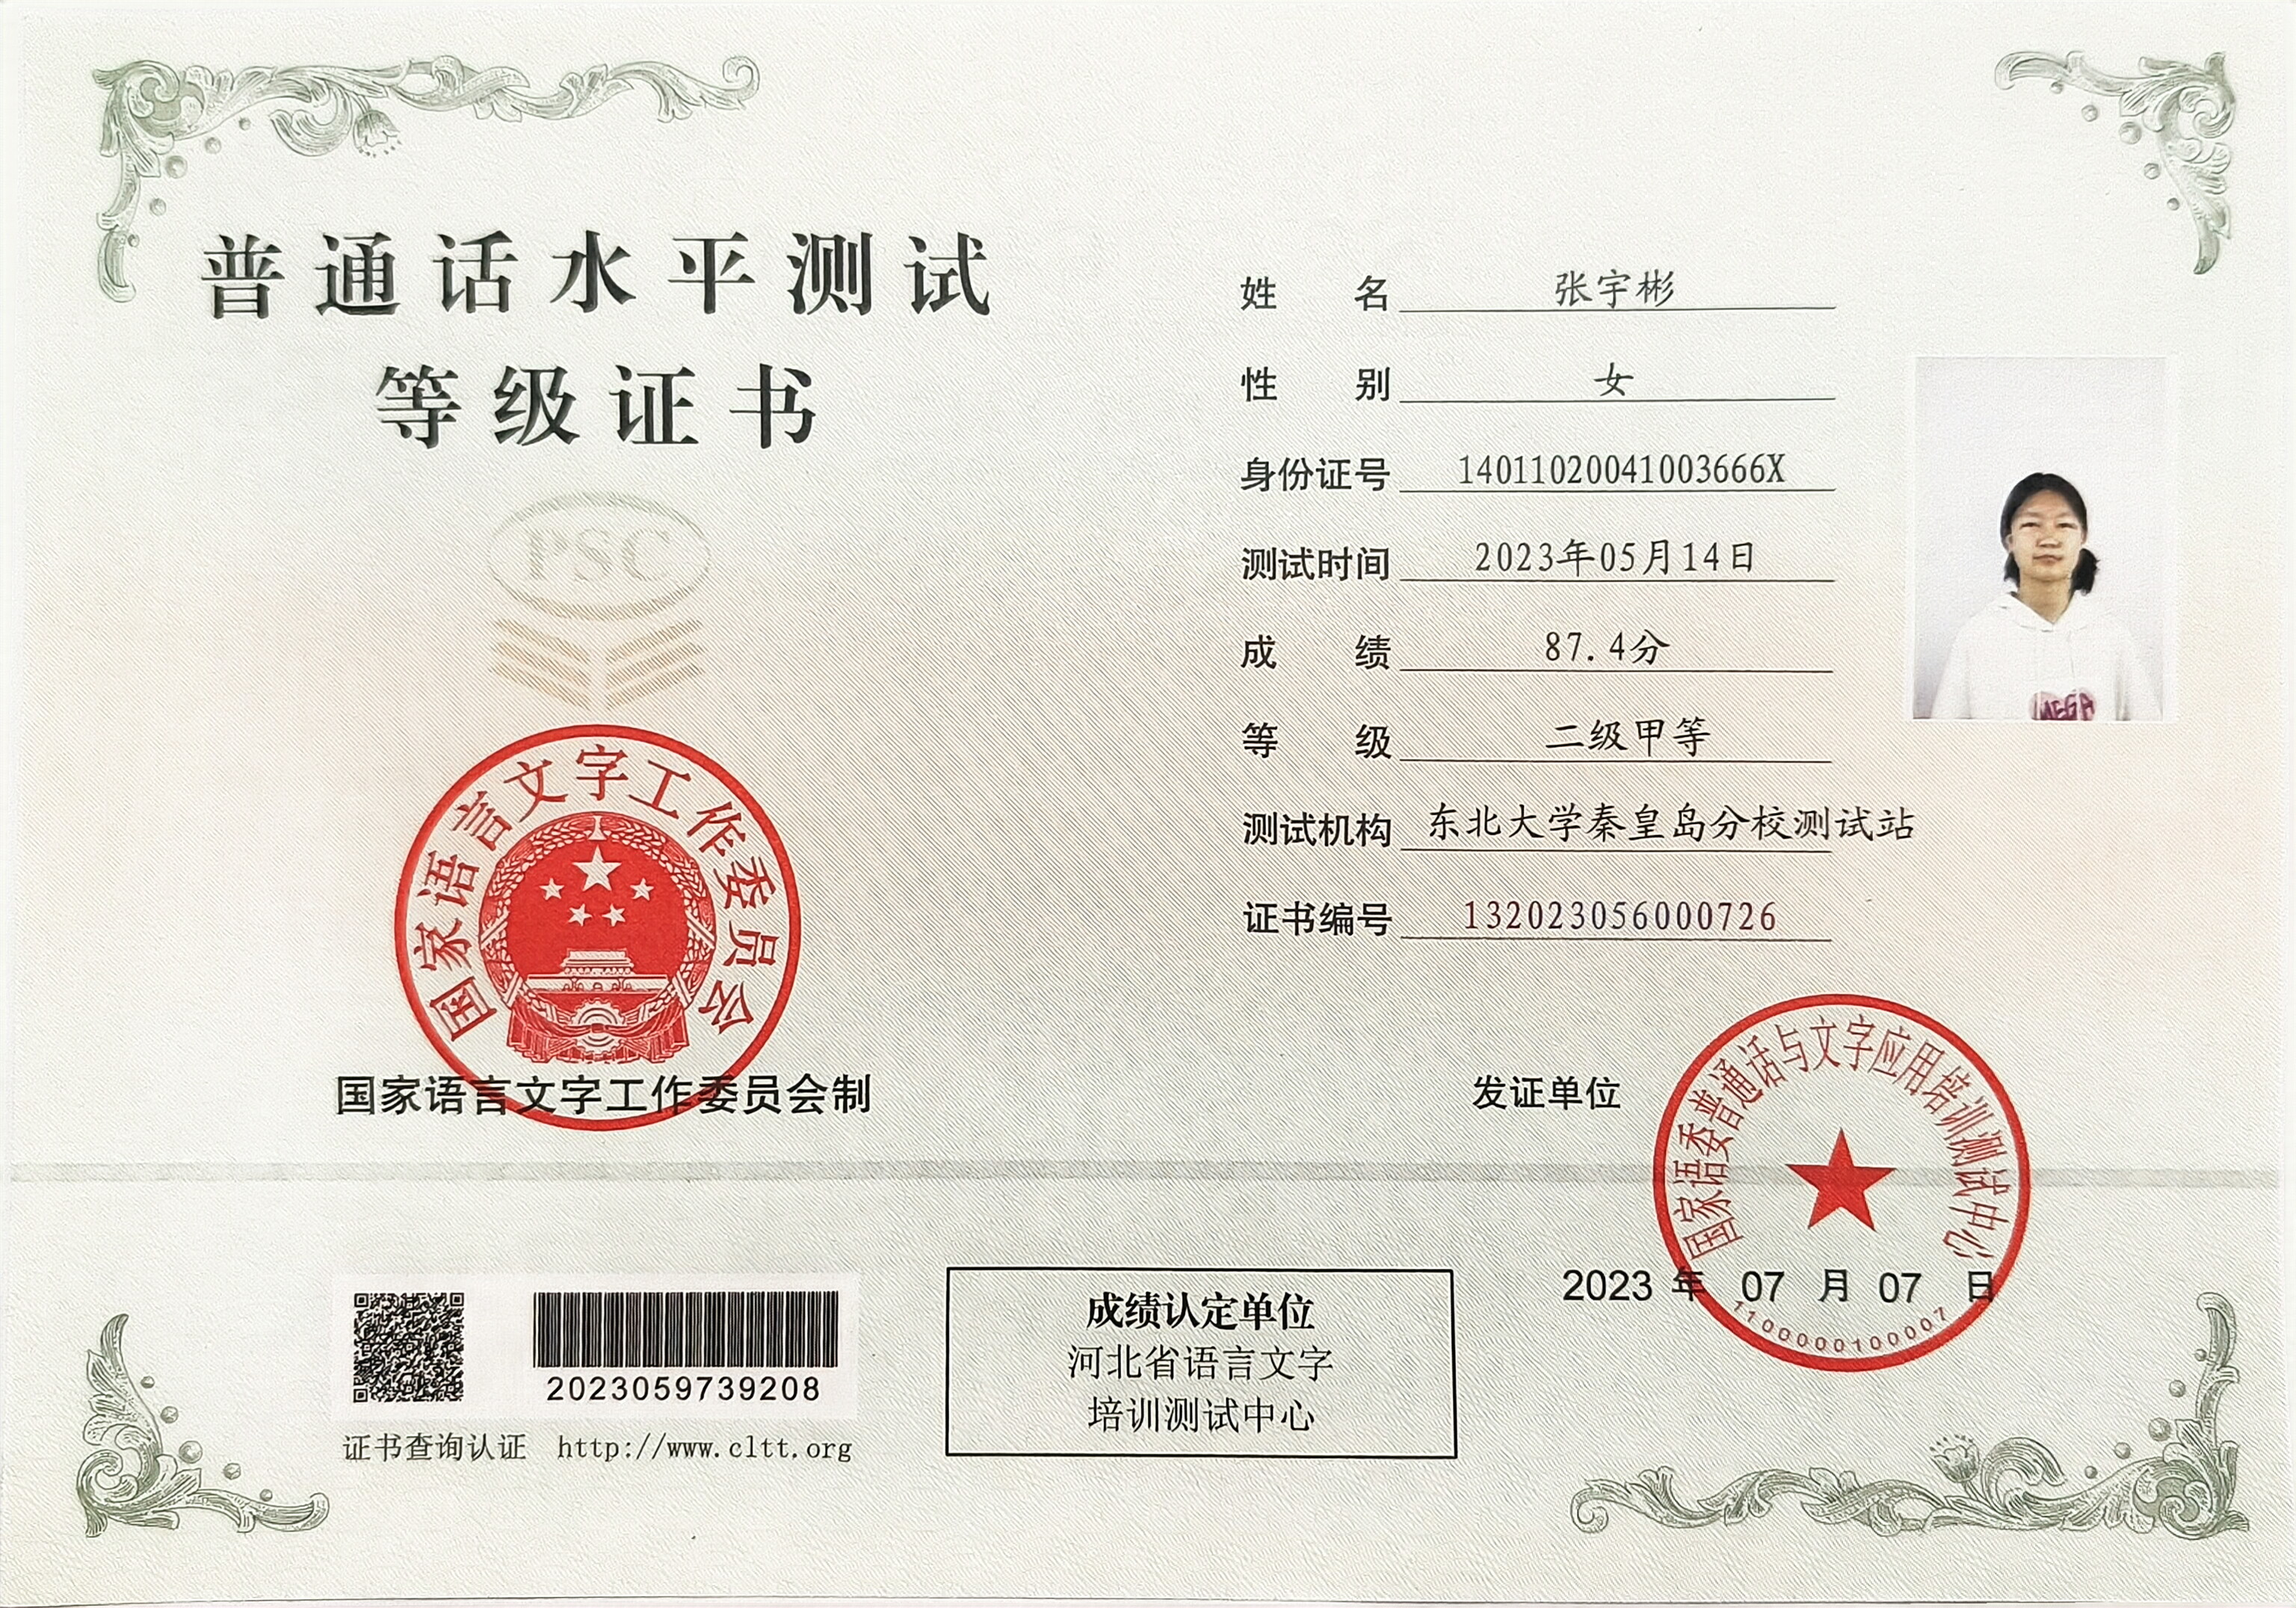 普通话水平测试
等级证书
PSC
国家语言文字工作委员会
国家语言文字工作委员会制
姓 名 张宇彬
性 别 女
身份证号 14011020041003666X
测试时间 2023年05月14日
成 绩 87.4分
等 级 二级甲等
测试机构 东北大学秦皇岛分校测试站
证书编号 132023056000726
OMEGA
发证单位
国家语委普通话与文字应用培训测试中心
2023 年 07 月 07 日
1100000100007
2023059739208
证书查询认证 http://www.cltt.org
成绩认定单位
河北省语言文字
培训测试中心